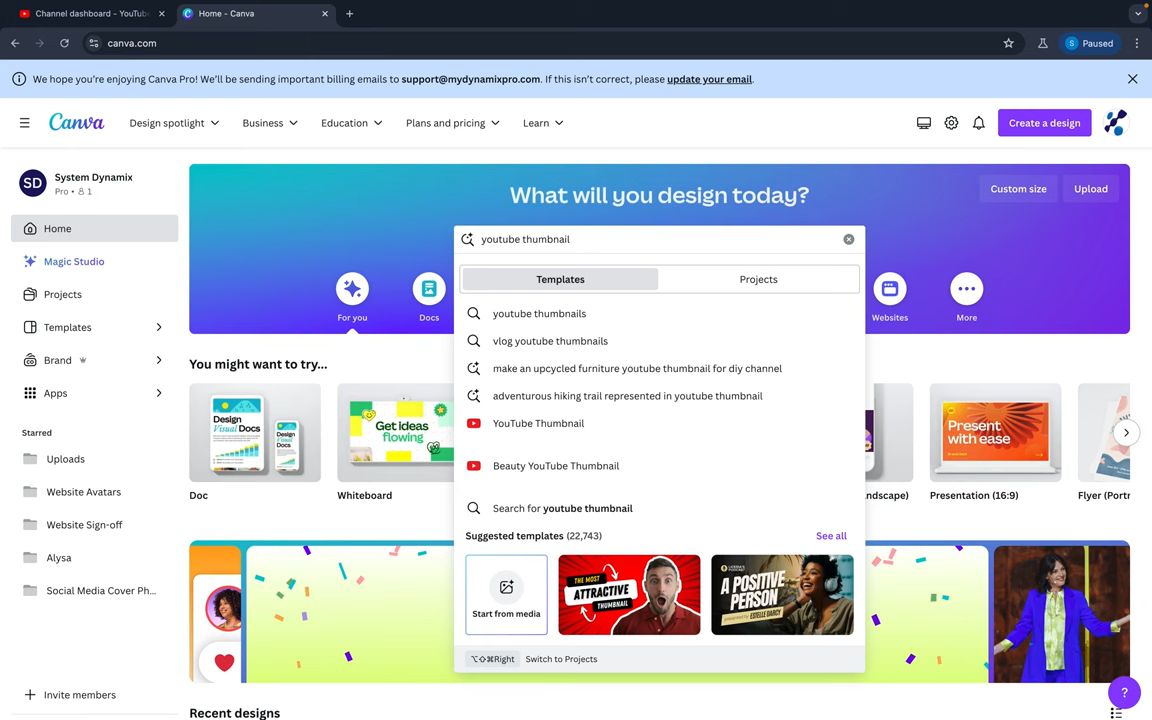 Channel dashboard - YouTube
Home - Canva
canva.com
S
Paused
We hope you're enjoying Canva Pro! We'll be sending important billing emails to support@mydynamixpro.com. If this isn't correct, please update your email.
Canva
Design spotlight
Business
Education
Plans and pricing
Learn
Create a design
SD
System Dynamix
Pro • 1
Home
Magic Studio
Projects
Templates
Brand
Apps
Starred
Uploads
Website Avatars
Website Sign-off
Alysa
Social Media Cover Ph...
Invite members
What will you design today?
Custom size
Upload
youtube thumbnail
Templates
Projects
youtube thumbnails
vlog youtube thumbnails
make an upcycled furniture youtube thumbnail for diy channel
adventurous hiking trail represented in youtube thumbnail
YouTube Thumbnail
Beauty YouTube Thumbnail
Search for youtube thumbnail
Suggested templates (22,743)
See all
Start from media
THE MOST
ATTRACTIVE
THUMBNAIL
A POSITIVE
PERSON
BY ESTELLE DARCY
⌥⇧⌘Right
Switch to Projects
For you
Docs
Websites
More
You might want to try...
Design
Visual Docs
Design
Visual
Docs
Get ideas
flowing
Present
with ease
Doc
Whiteboard
ndscape)
Presentation (16:9)
Flyer (Portr
Recent designs
?